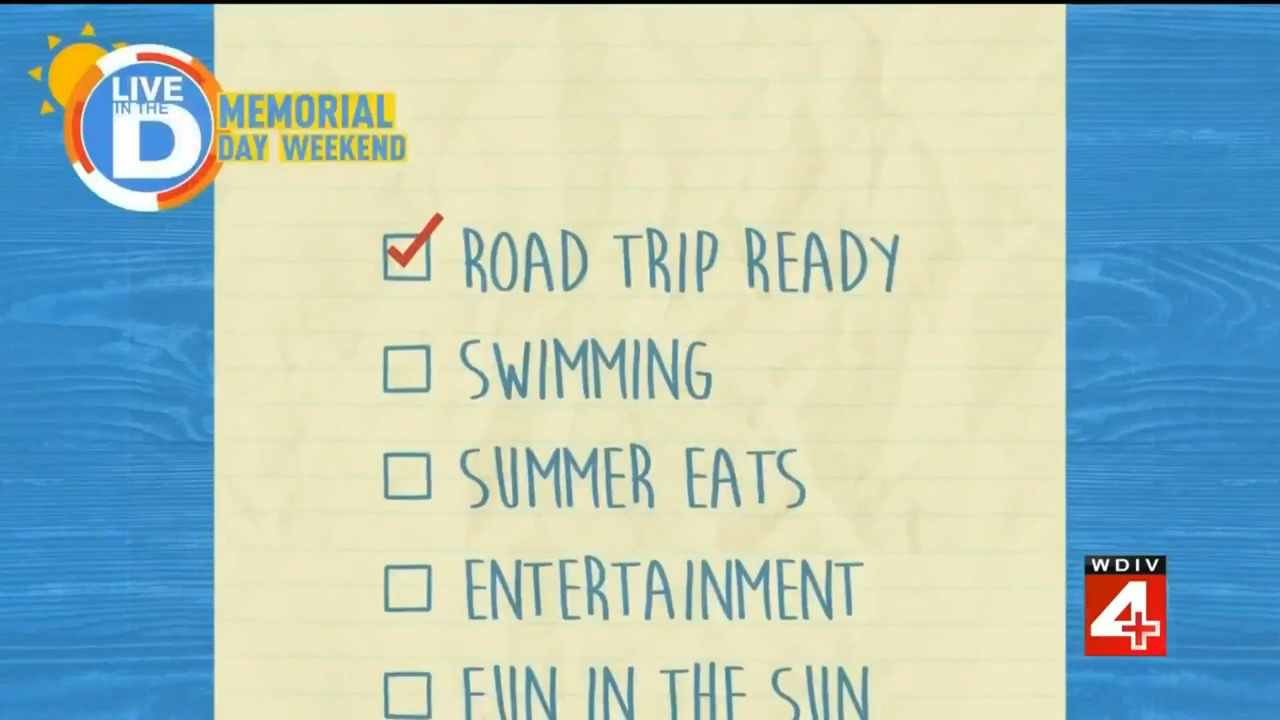 LIVE
IN THE
D
MEMORIAL
DAY WEEKEND
ROAD TRIP READY
SWIMMING
SUMMER EATS
ENTERTAINMENT
FUN IN THE SUN
WDIV
4+